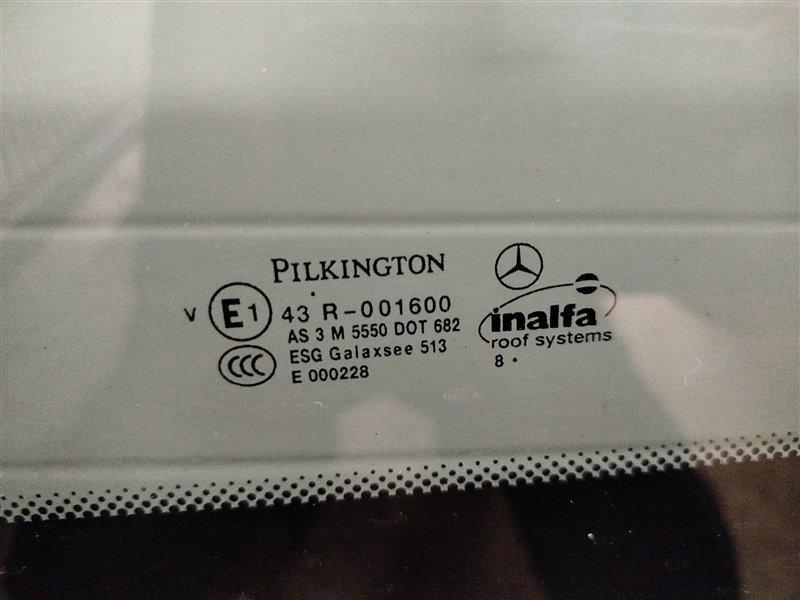 PILKINGTON
V E1 43 R-001600
AS 3 M 5550 DOT 682
CCC ESG Galaxsee 513
E 000228
inalfa
roof systems
8 .